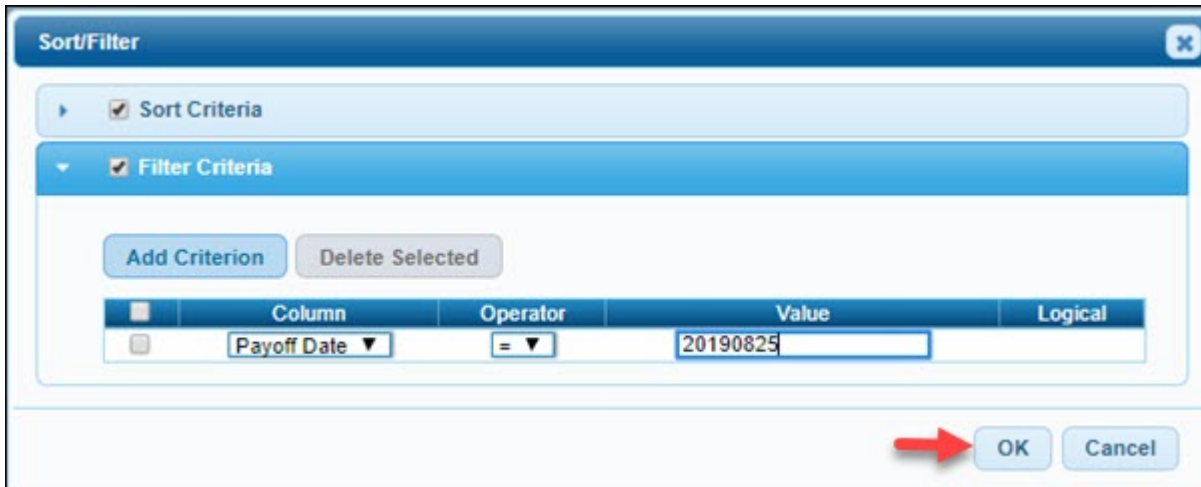 Sort/Filter
Sort Criteria
Filter Criteria
Add Criterion Delete Selected
Column Operator Value Logical
Payoff Date = 20190825
OK Cancel